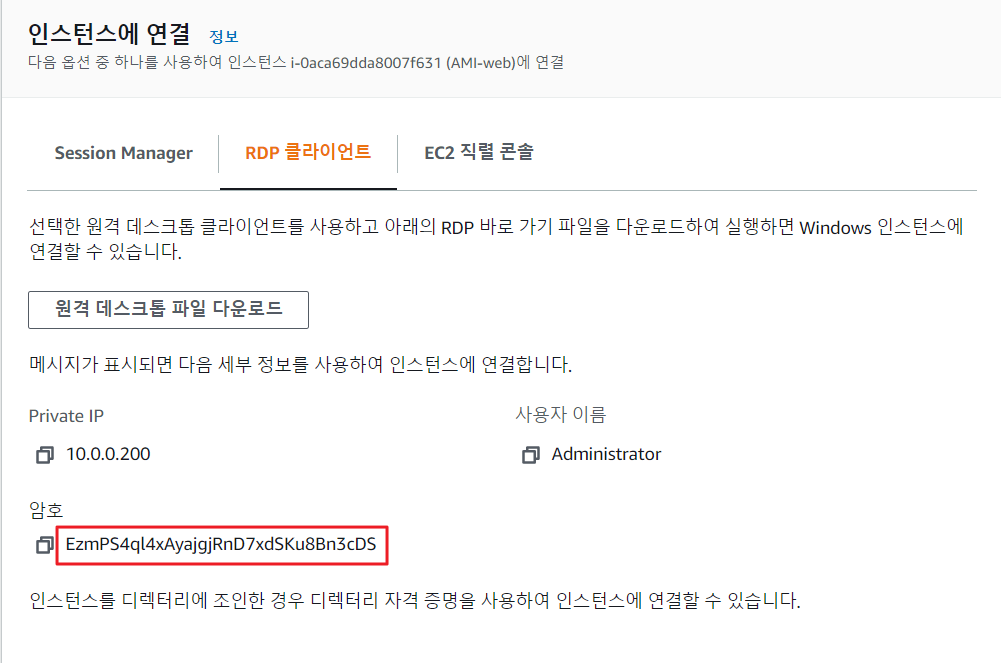 인스턴스에 연결 정보
다음 옵션 중 하나를 사용하여 인스턴스 i-0aca69dda8007f631 (AMI-web)에 연결
Session Manager RDP 클라이언트 EC2 직렬 콘솔
선택한 원격 데스크톱 클라이언트를 사용하고 아래의 RDP 바로 가기 파일을 다운로드하여 실행하면 Windows 인스턴스에
연결할 수 있습니다.
원격 데스크톱 파일 다운로드
메시지가 표시되면 다음 세부 정보를 사용하여 인스턴스에 연결합니다.
Private IP 사용자 이름
10.0.0.200 Administrator
암호
EzmPS4ql4xAyajgjRnD7xdSKu8Bn3cDS
인스턴스를 디렉터리에 조인한 경우 디렉터리 자격 증명을 사용하여 인스턴스에 연결할 수 있습니다.